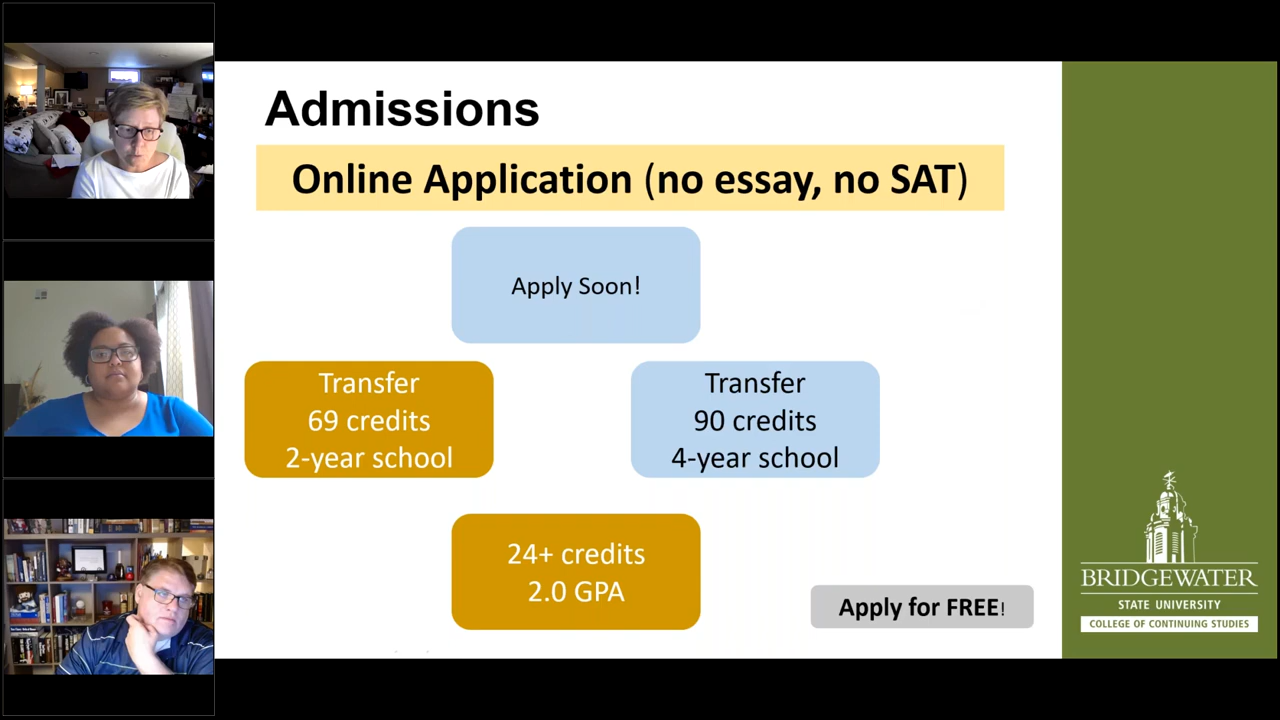 Admissions
Online Application (no essay, no SAT)
Apply Soon!
Transfer
69 credits
2-year school
Transfer
90 credits
4-year school
24+ credits
2.0 GPA
Apply for FREE!
BRIDGEWATER
STATE UNIVERSITY
COLLEGE OF CONTINUING STUDIES